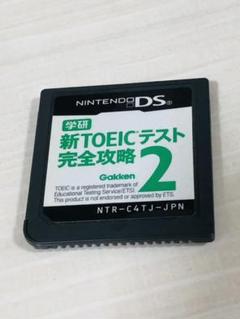 NINTENDO DS
学研
新TOEIC テスト
完全攻略 2
Gakken
TOEIC is a registered trademark of
Educational Testing Service(ETS).
This product is not endorsed or approved by ETS.
NTR-C4TJ-JPN